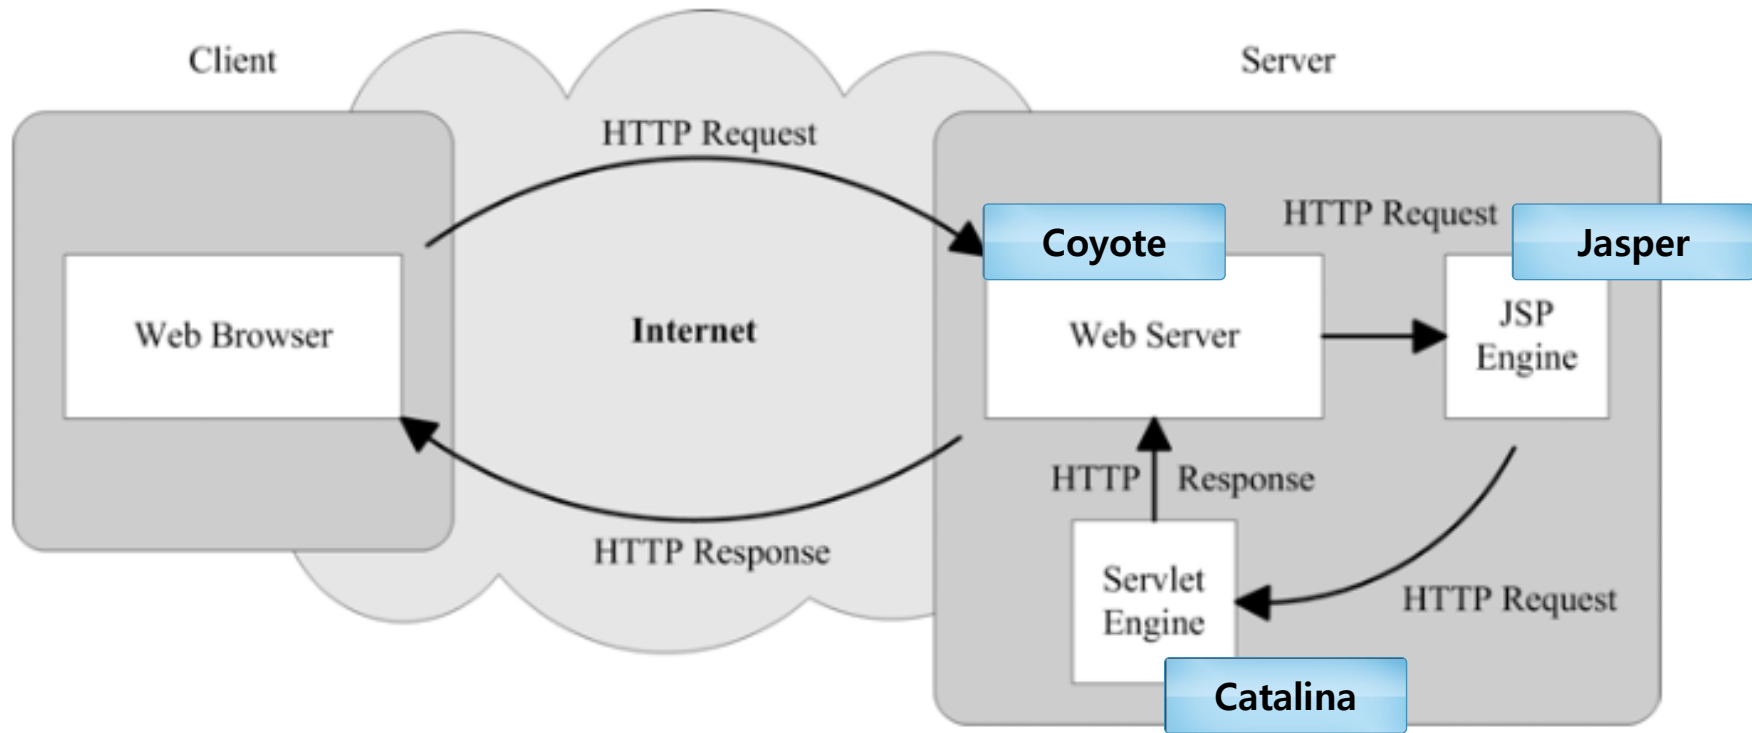 Client
Server
HTTP Request
HTTP Request
Coyote
Jasper
Web Browser
Internet
Web Server
JSP
Engine
HTTP Response
HTTP Response
Servlet
Engine
HTTP Request
Catalina